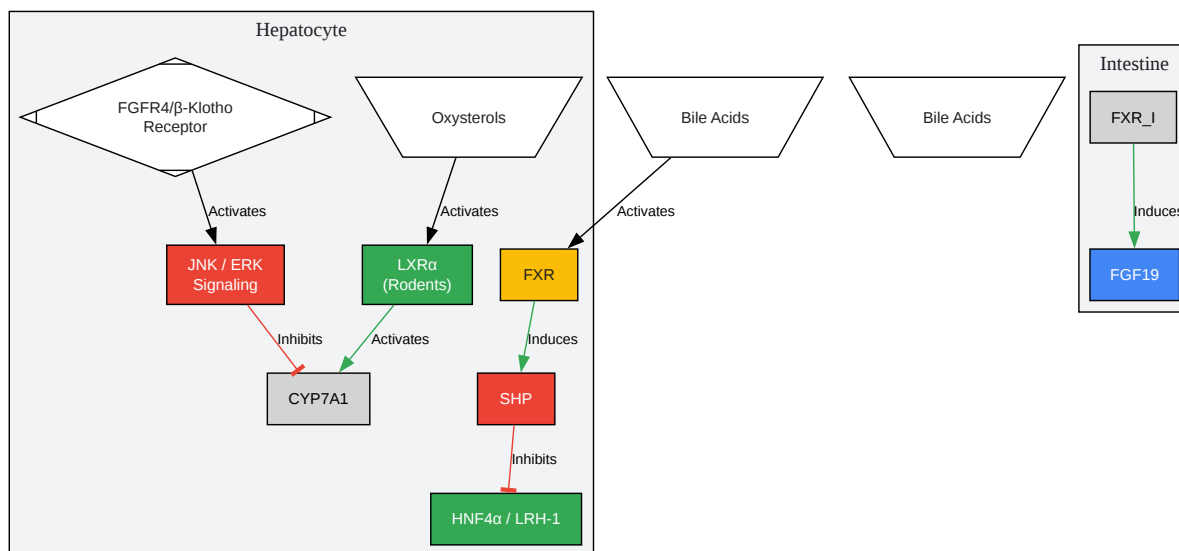 Hepatocyte
Intestine
FGFR4/β-Klotho
Receptor
Oxysterols
Bile Acids
Bile Acids
FXR_I
Activates
Activates
Activates
Induces
JNK / ERK
Signaling
LXRα
(Rodents)
FXR
FGF19
Inhibits
Activates
Induces
CYP7A1
SHP
Inhibits
HNF4α / LRH-1